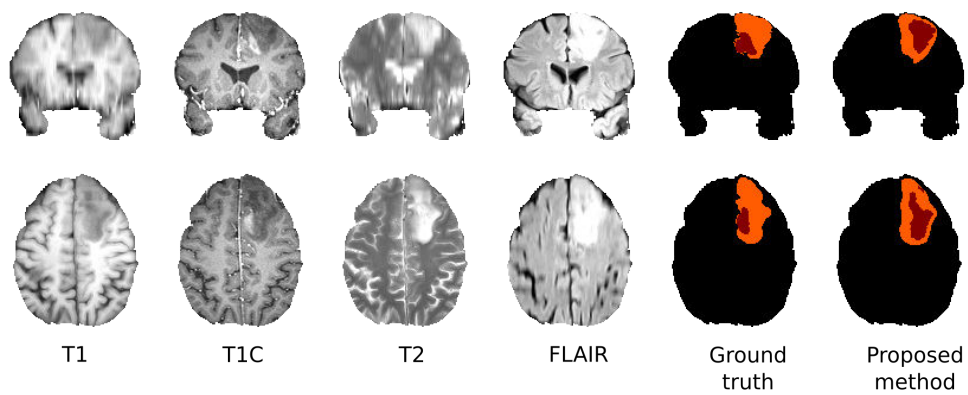 T1
T1C
T2
FLAIR
Ground
truth
Proposed
method